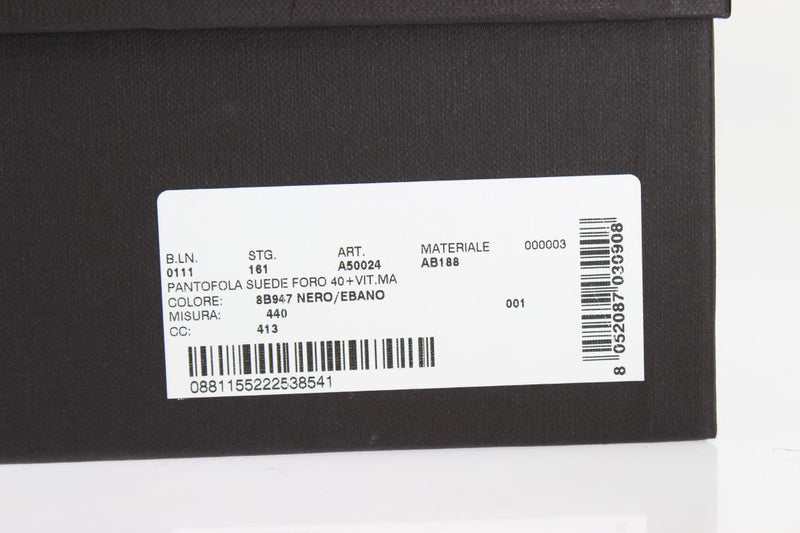 B.LN. STG. ART. MATERIALE 000003
0111 161 A50024 AB188
PANTOFOLA SUEDE FORO 40+VIT.MA
COLORE: 8B947 NERO/EBANO
MISURA: 440 001
CC: 413
0881155222538541
8 052087 030908